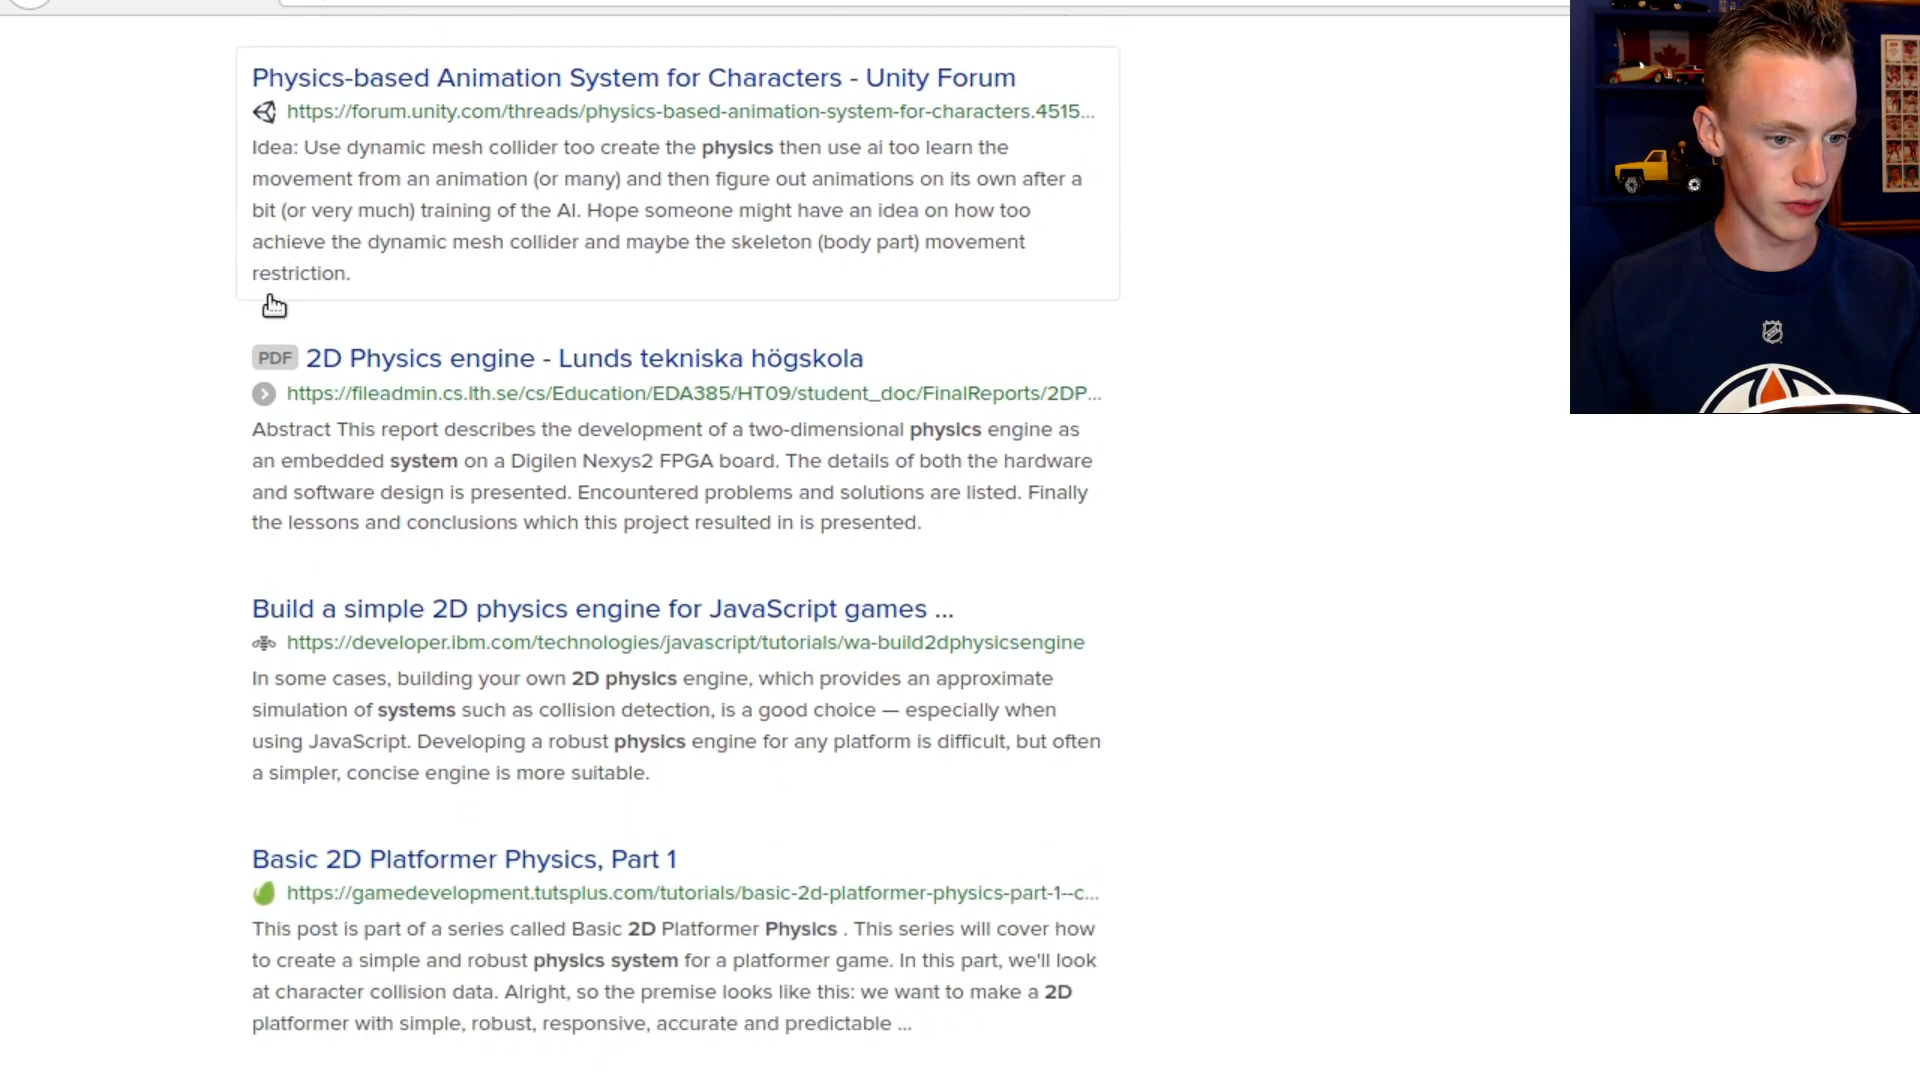 Physics-based Animation System for Characters - Unity Forum
https://forum.unity.com/threads/physics-based-animation-system-for-characters.4515...
Idea: Use dynamic mesh collider too create the physics then use ai too learn the
movement from an animation (or many) and then figure out animations on its own after a
bit (or very much) training of the AI. Hope someone might have an idea on how too
achieve the dynamic mesh collider and maybe the skeleton (body part) movement
restriction.
PDF 2D Physics engine - Lunds tekniska högskola
https://fileadmin.cs.lth.se/cs/Education/EDA385/HT09/student_doc/FinalReports/2DP...
Abstract This report describes the development of a two-dimensional physics engine as
an embedded system on a Digilen Nexys2 FPGA board. The details of both the hardware
and software design is presented. Encountered problems and solutions are listed. Finally
the lessons and conclusions which this project resulted in is presented.
Build a simple 2D physics engine for JavaScript games ...
https://developer.ibm.com/technologies/javascript/tutorials/wa-build2dphysicsengine
In some cases, building your own 2D physics engine, which provides an approximate
simulation of systems such as collision detection, is a good choice — especially when
using JavaScript. Developing a robust physics engine for any platform is difficult, but often
a simpler, concise engine is more suitable.
Basic 2D Platformer Physics, Part 1
https://gamedevelopment.tutsplus.com/tutorials/basic-2d-platformer-physics-part-1--c...
This post is part of a series called Basic 2D Platformer Physics . This series will cover how
to create a simple and robust physics system for a platformer game. In this part, we'll look
at character collision data. Alright, so the premise looks like this: we want to make a 2D
platformer with simple, robust, responsive, accurate and predictable ...